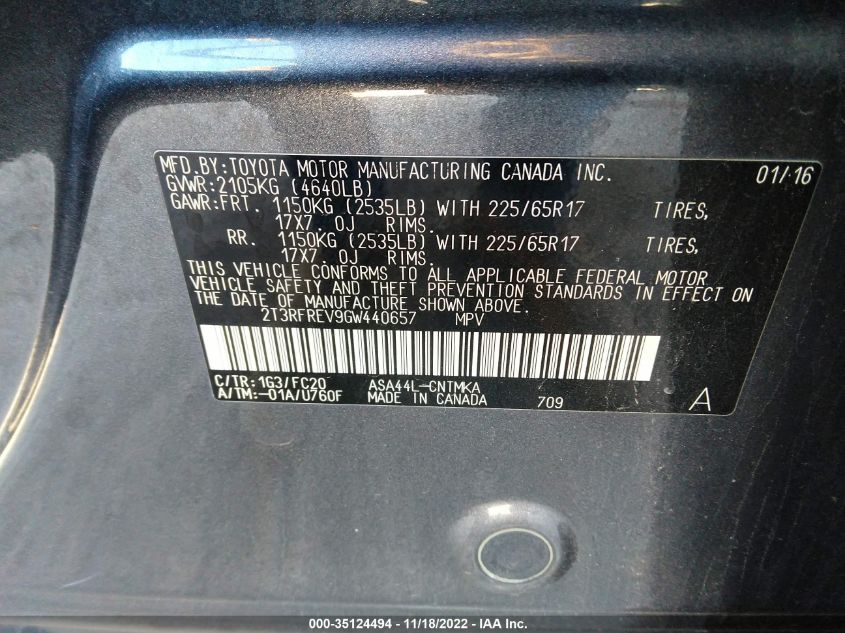 MFD.BY:TOYOTA MOTOR MANUFACTURING CANADA INC. 01/16
GVWR:2105KG (4640LB)
GAWR:FRT. 1150KG (2535LB) WITH 225/65R17 TIRES,
17X7.0J RIMS.
RR. 1150KG (2535LB) WITH 225/65R17 TIRES,
17X7.0J RIMS.
THIS VEHICLE CONFORMS TO ALL APPLICABLE FEDERAL MOTOR
VEHICLE SAFETY AND THEFT PREVENTION STANDARDS IN EFFECT ON
THE DATE OF MANUFACTURE SHOWN ABOVE.
2T3RFREV9GW440657 MPV
C/TR:1G3/FC20 ASA44L-CNTMKA
A/TM:-01A/U760F MADE IN CANADA 709 A
000-35124494 - 11/18/2022 - IAA Inc.